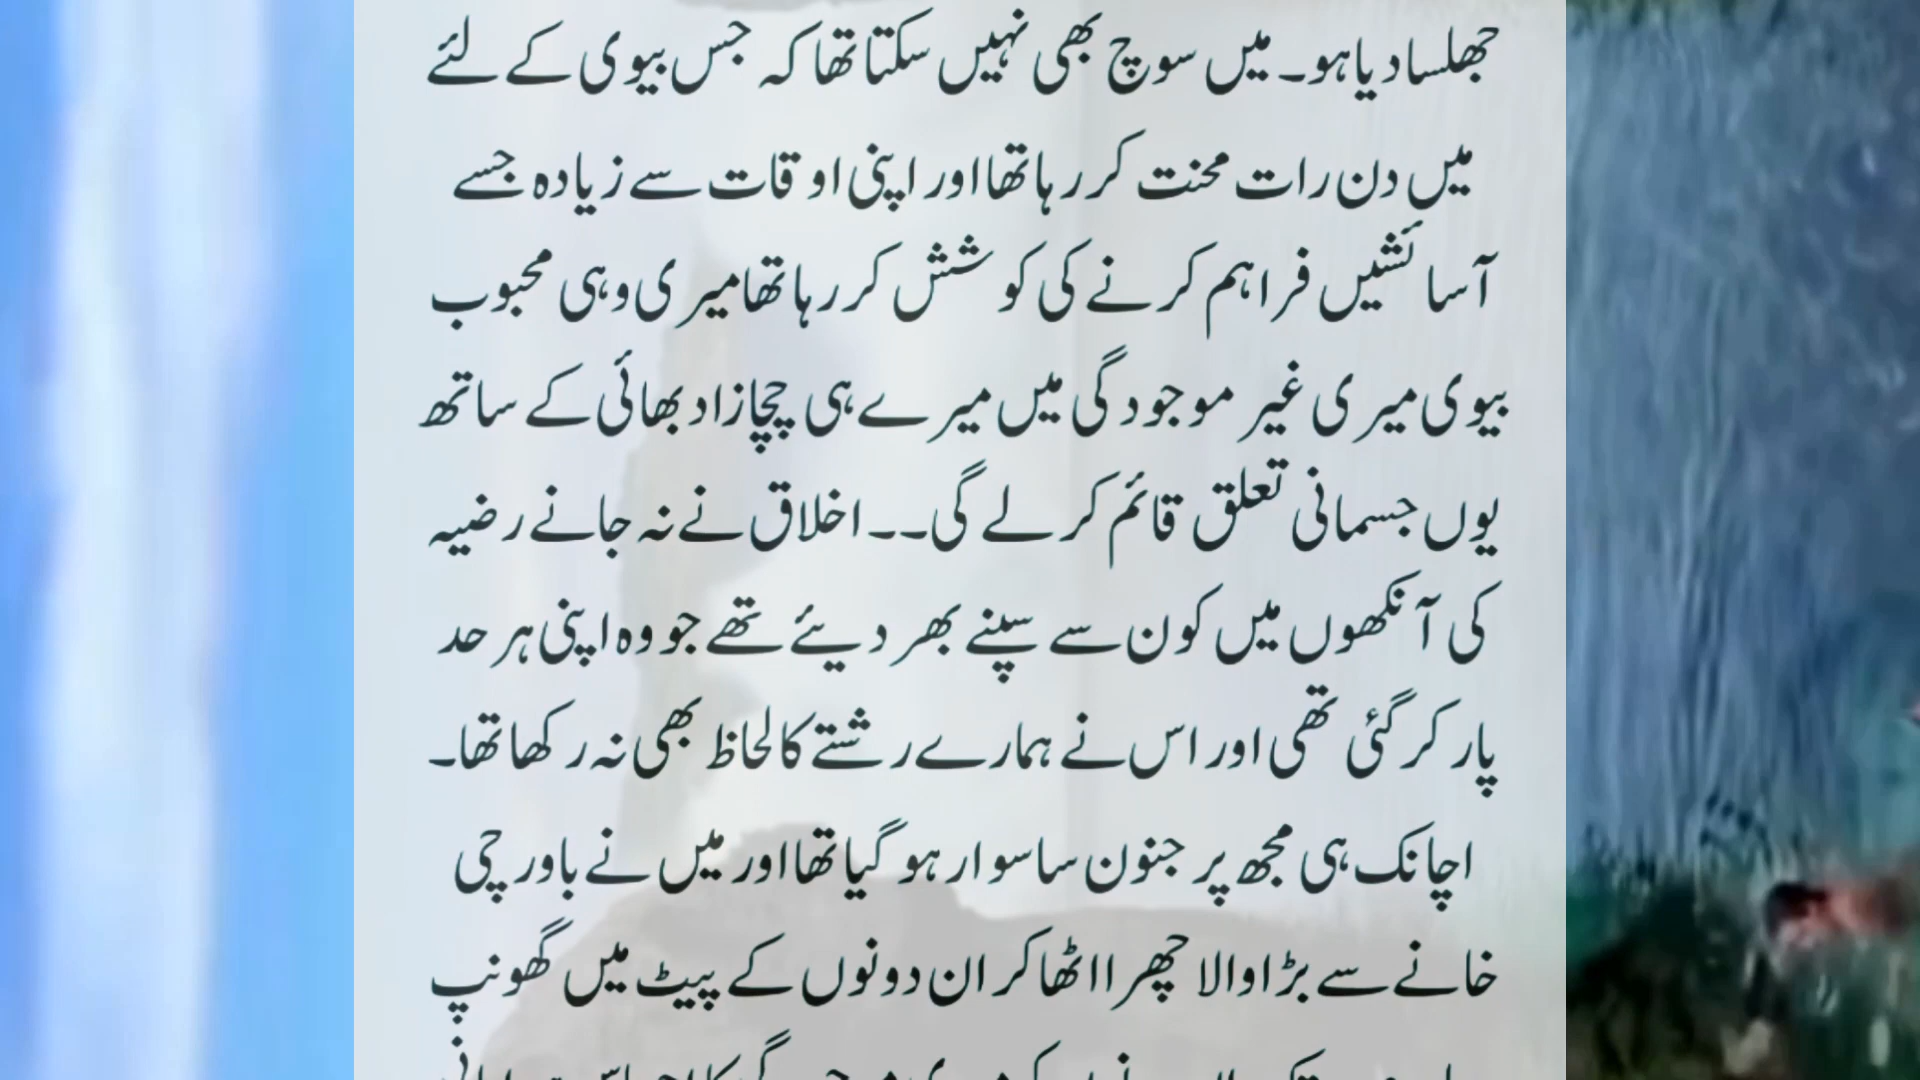 جھلسا دیا ہو۔ میں سوچ بھی نہیں سکتا تھا کہ جس بیوی کے لئے
میں دن رات محنت کر رہا تھا اور اپنی اوقات سے زیادہ جسے
آسائشیں فراہم کرنے کی کوشش کر رہا تھا میری وہی محبوب
بیوی میری غیر موجودگی میں میرے ہی چچازاد بھائی کے ساتھ
یوں جسمانی تعلق قائم کر لے گی۔۔ اخلاق نے نہ جانے رضیہ
کی آنکھوں میں کون سے سپنے بھر دیئے تھے جو وہ اپنی ہر حد
پار کر گئی تھی اور اس نے ہمارے رشتے کا لحاظ بھی نہ رکھا تھا۔
اچانک ہی مجھ پر جنون سا سوار ہو گیا تھا اور میں نے باورچی
خانے سے بڑا والا چھرا اٹھا کر ان دونوں کے پیٹ میں گھونپ